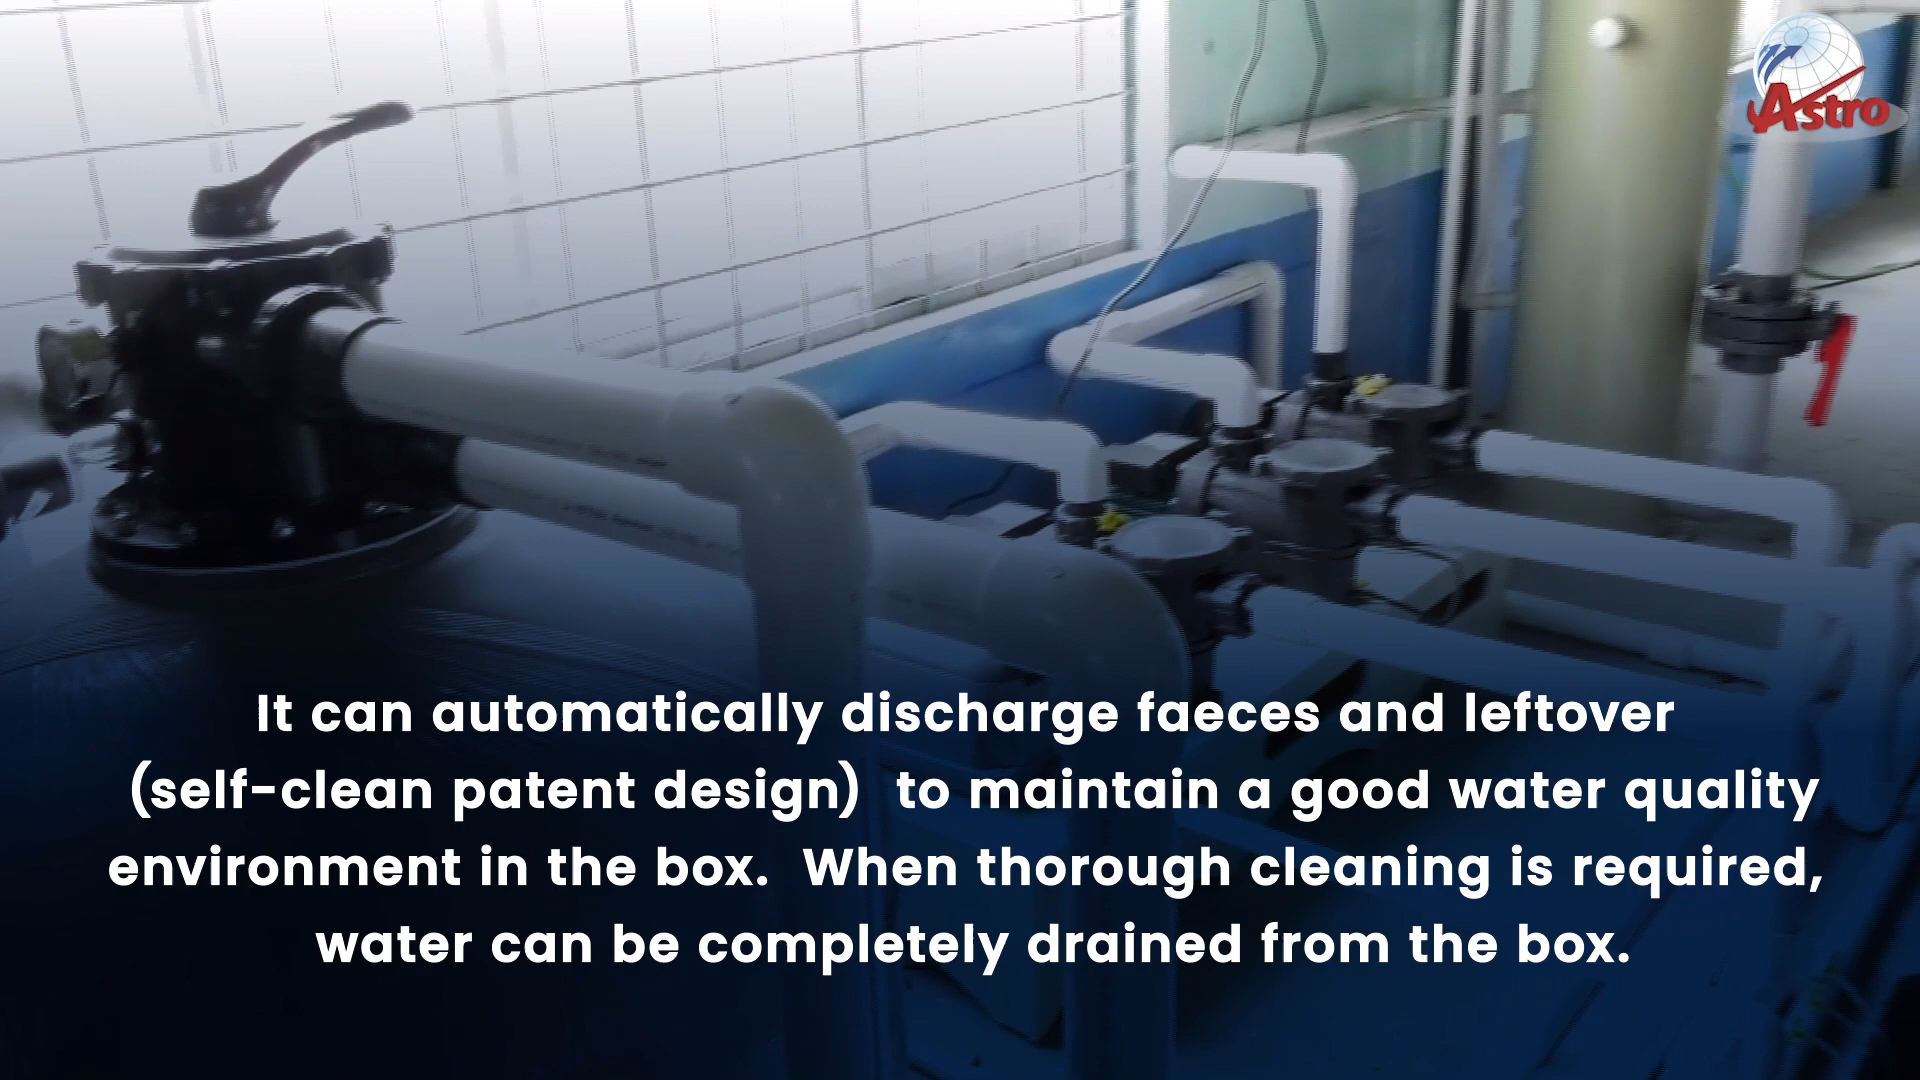 Astro
It can automatically discharge faeces and leftover
(self-clean patent design) to maintain a good water quality
environment in the box. When thorough cleaning is required,
water can be completely drained from the box.